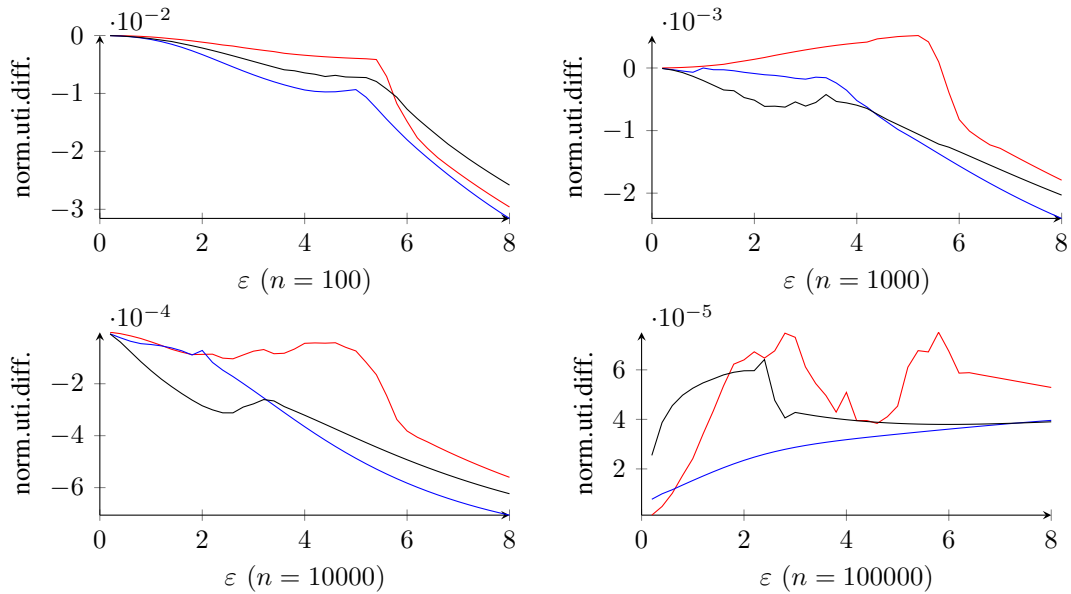 ·10−2
norm.uti.diff.
0
−1
−2
−3
0 2 4 6 8
ε (n = 100)
·10−3
norm.uti.diff.
0
−1
−2
0 2 4 6 8
ε (n = 1000)
·10−4
norm.uti.diff.
−2
−4
−6
0 2 4 6 8
ε (n = 10000)
·10−5
norm.uti.diff.
6
4
2
0 2 4 6 8
ε (n = 100000)